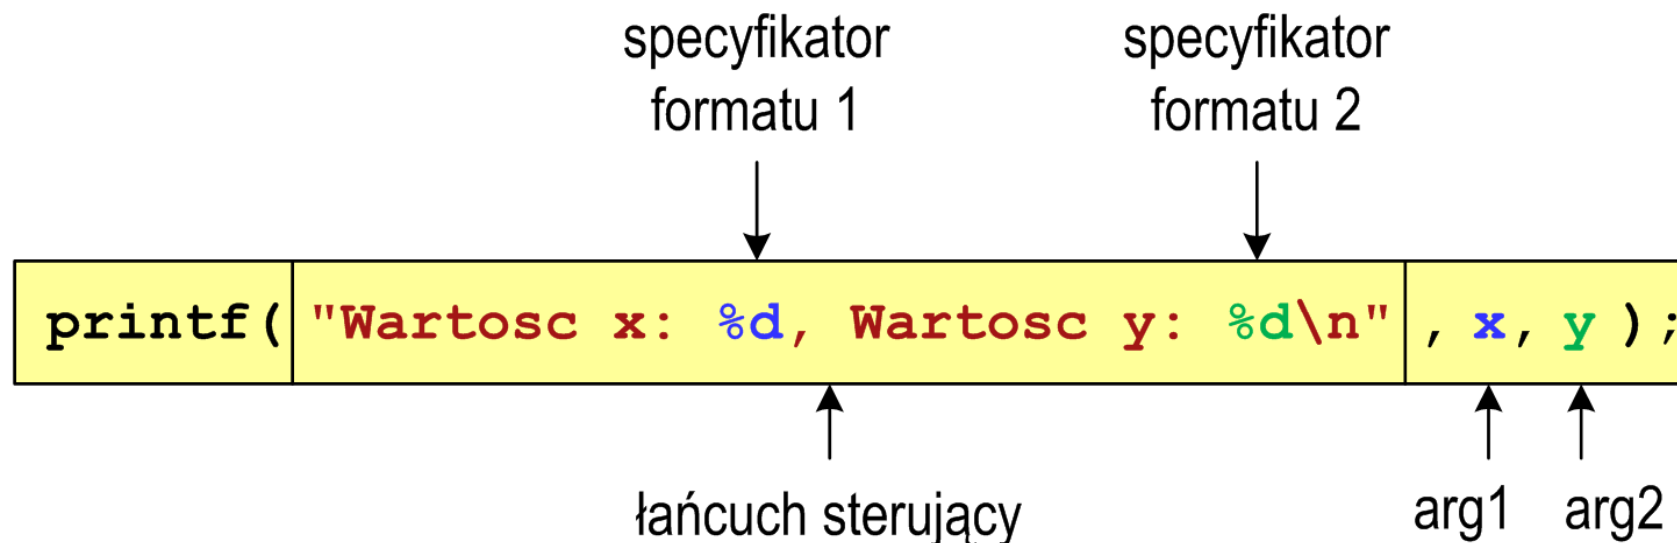 specyfikator specyfikator
formatu 1 formatu 2
printf( "Wartosc x: %d, Wartosc y: %d\n" , x, y );
łańcuch sterujący arg1 arg2